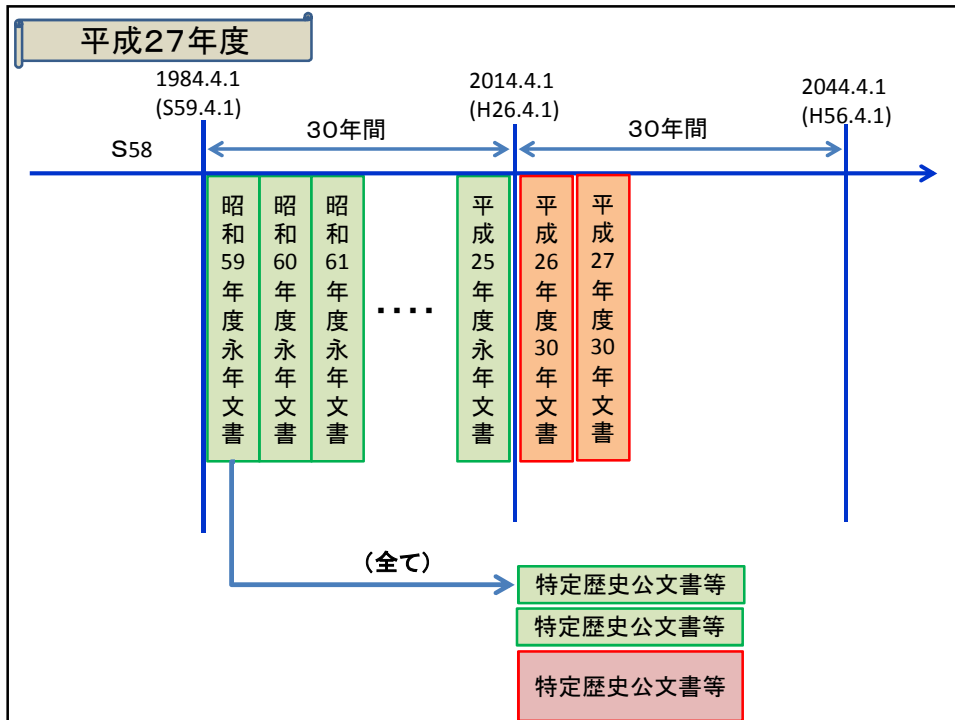 平成27年度
1984.4.1
(S59.4.1)
2014.4.1
(H26.4.1)
2044.4.1
(H56.4.1)
S58
30年間
30年間
昭和59年度永年文書
昭和60年度永年文書
昭和61年度永年文書
....
平成25年度永年文書
平成26年度30年文書
平成27年度30年文書
(全て)
特定歴史公文書等
特定歴史公文書等
特定歴史公文書等